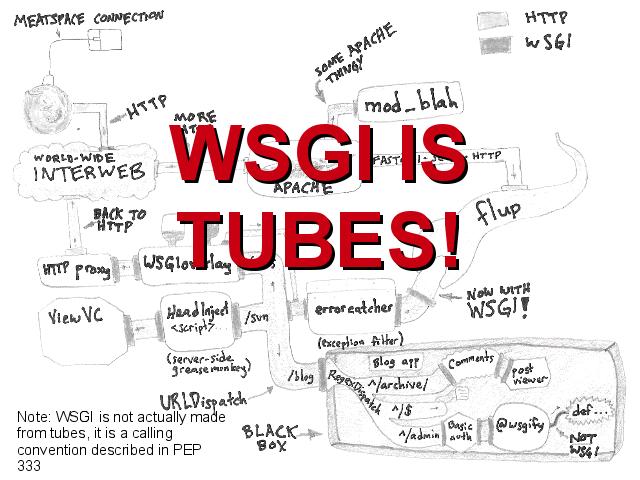 MEATSPACE CONNECTION
HTTP
WSGI
SOME APACHE
THING!
HTTP
MORE
mod_blah
WORLD-WIDE
INTERWEB
APACHE
HTTP
WSGI IS
TUBES!
BACK TO
HTTP
flup
HTTP proxy
WSGIoverlay
NOW WITH
WSGI!
ViewVC
HeadInject
<script>...
/svn
errorcatcher
(server-side
greasemonkey)
(exception filter)
URLDispatch
/blog
RegexDispatch
Blog app
Comments
post
viewer
^/archive/
^/$
^/admin
Basic
auth
@wsgify
def...
NOT
WSGI
BLACK
BOX
Note: WSGI is not actually made
from tubes, it is a calling
convention described in PEP
333